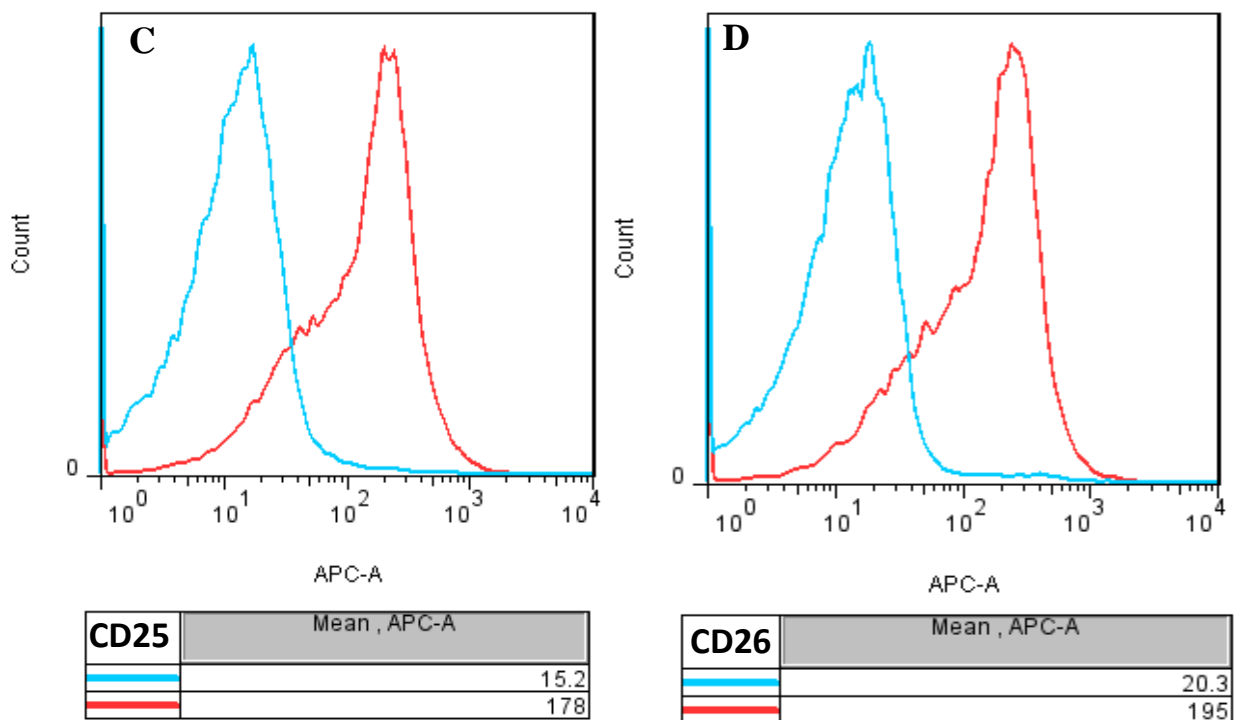 C
Count
0
10^0 10^1 10^2 10^3 10^4
APC-A
CD25 Mean , APC-A
15.2
178
D
Count
0
10^0 10^1 10^2 10^3 10^4
APC-A
CD26 Mean , APC-A
20.3
195